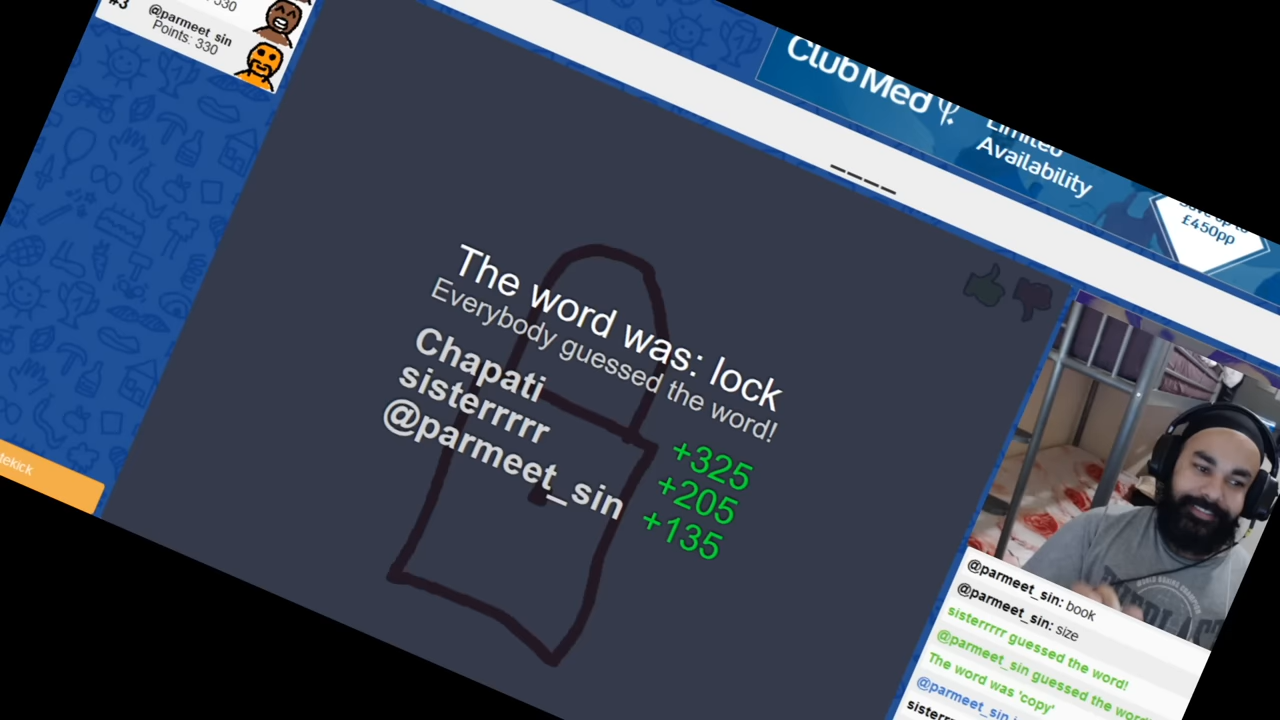 #3
@parmeet_sin
Points: 330
Club Med
Limited
Availability
£450pp
The word was: lock
Everybody guessed the word!
Chapati +325
sisterrrrr +205
@parmeet_sin +135
@parmeet_sin: book
@parmeet_sin: size
sisterrrrr guessed the word!
@parmeet_sin guessed the word!
The word was 'copy'
@parmeet_sin